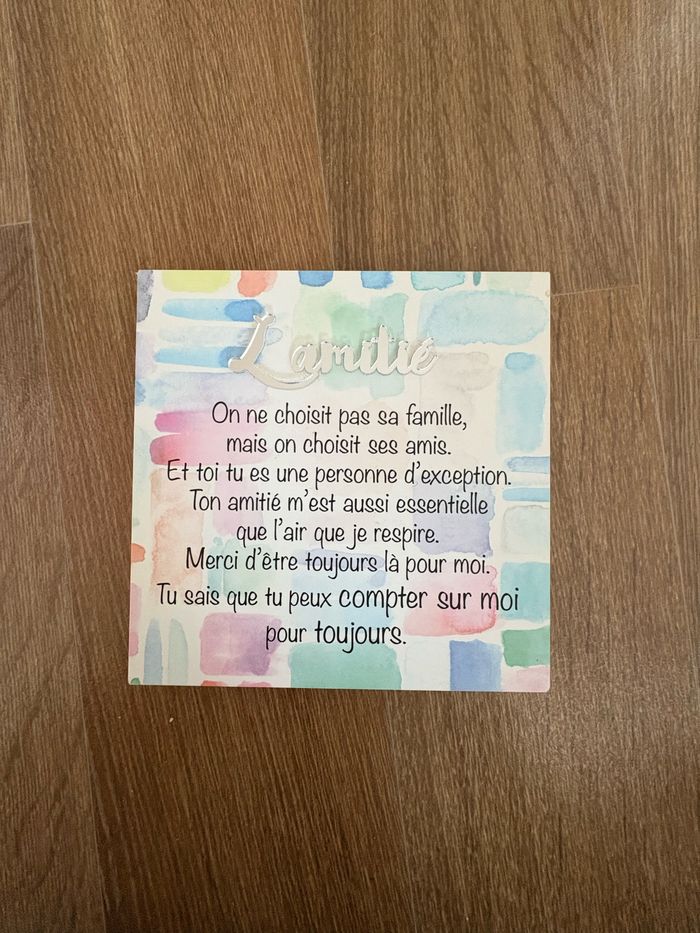 L'amitié
On ne choisit pas sa famille,
mais on choisit ses amis.
Et toi tu es une personne d'exception.
Ton amitié m'est aussi essentielle
que l'air que je respire.
Merci d'être toujours là pour moi.
Tu sais que tu peux compter sur moi
pour toujours.